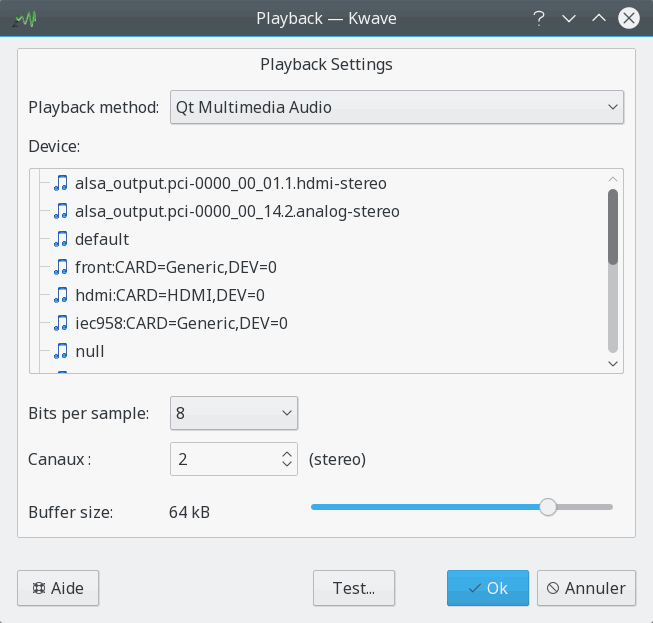 Playback — Kwave
Playback Settings
Playback method: Qt Multimedia Audio
Device:
alsa_output.pci-0000_00_01.1.hdmi-stereo
alsa_output.pci-0000_00_14.2.analog-stereo
default
front:CARD=Generic,DEV=0
hdmi:CARD=HDMI,DEV=0
iec958:CARD=Generic,DEV=0
null
Bits per sample: 8
Canaux : 2 (stereo)
Buffer size: 64 kB
Aide Test... Ok Annuler